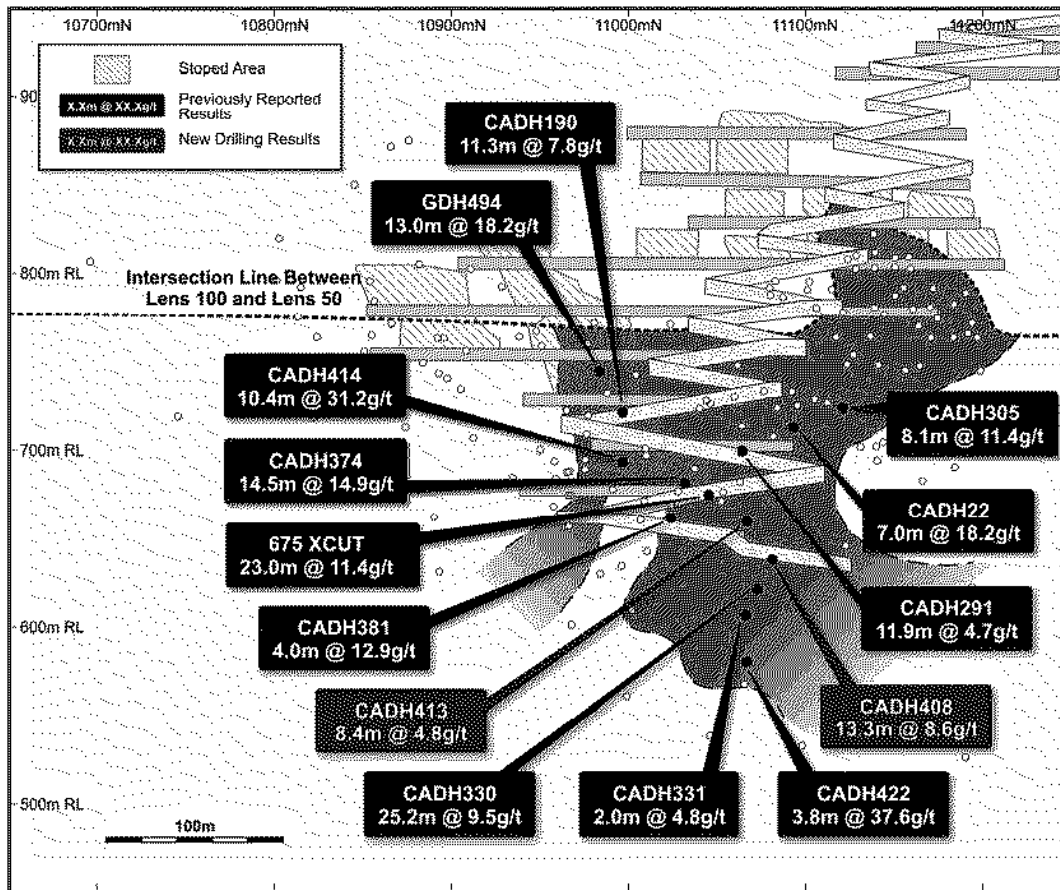 10700mN
10800mN
10900mN
11000mN
11100mN
11200mN
Stoped Area
X.Xm @ XX.Xg/t
Previously Reported
Results
X.Xm @ XX.Xg/t
New Drilling Results
CADH190
11.3m @ 7.8g/t
GDH494
13.0m @ 18.2g/t
800m RL
Intersection Line Between
Lens 100 and Lens 50
CADH414
10.4m @ 31.2g/t
CADH305
8.1m @ 11.4g/t
700m RL
CADH374
14.5m @ 14.9g/t
CADH22
7.0m @ 18.2g/t
675 XCUT
23.0m @ 11.4g/t
CADH291
11.9m @ 4.7g/t
600m RL
CADH381
4.0m @ 12.9g/t
CADH413
8.4m @ 4.8g/t
CADH408
13.3m @ 8.6g/t
CADH330
25.2m @ 9.5g/t
CADH331
2.0m @ 4.8g/t
CADH422
3.8m @ 37.6g/t
500m RL
100m